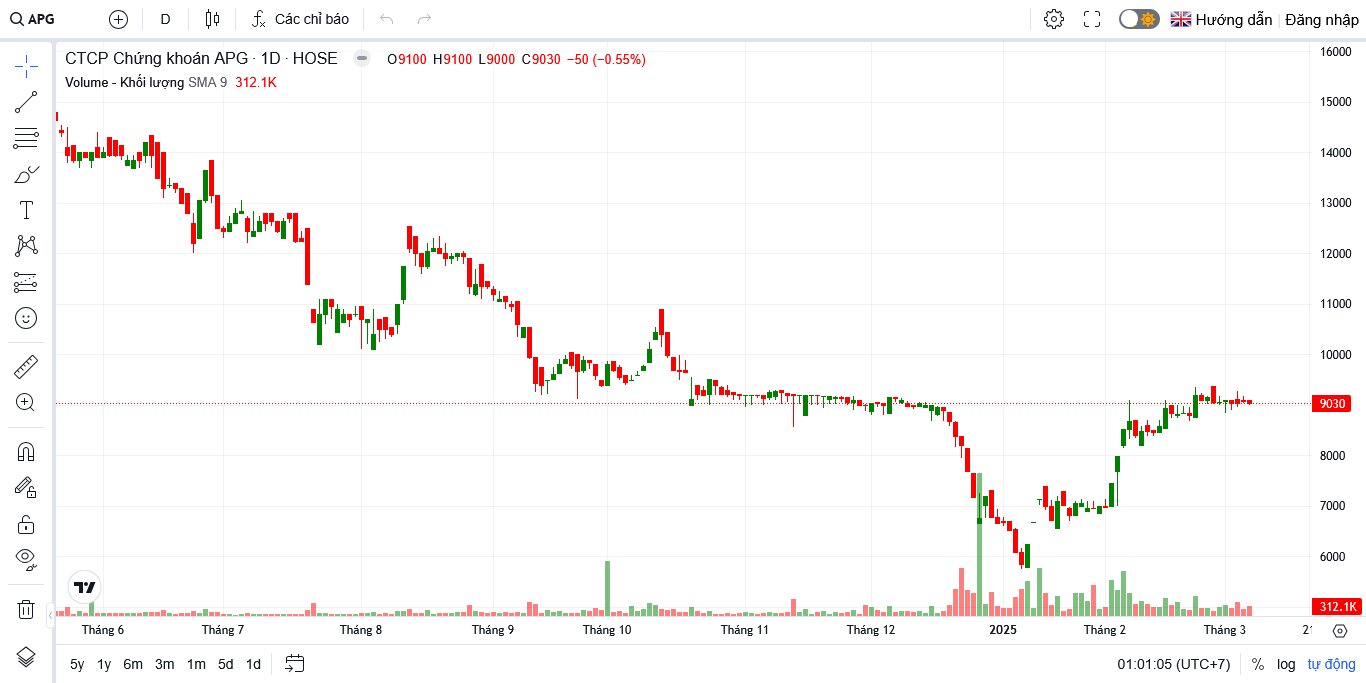 APG D Các chỉ báo Hướng dẫn Đăng nhập
CTCP Chứng khoán APG · 1D · HOSE O9100 H9100 L9000 C9030 −50 (−0.55%)
Volume - Khối lượng SMA 9 312.1K
16000
15000
14000
13000
12000
11000
10000
9030
8000
7000
6000
312.1K
Tháng 6 Tháng 7 Tháng 8 Tháng 9 Tháng 10 Tháng 11 Tháng 12 2025 Tháng 2 Tháng 3 21
5y 1y 6m 3m 1m 5d 1d 01:01:05 (UTC+7) % log tự động